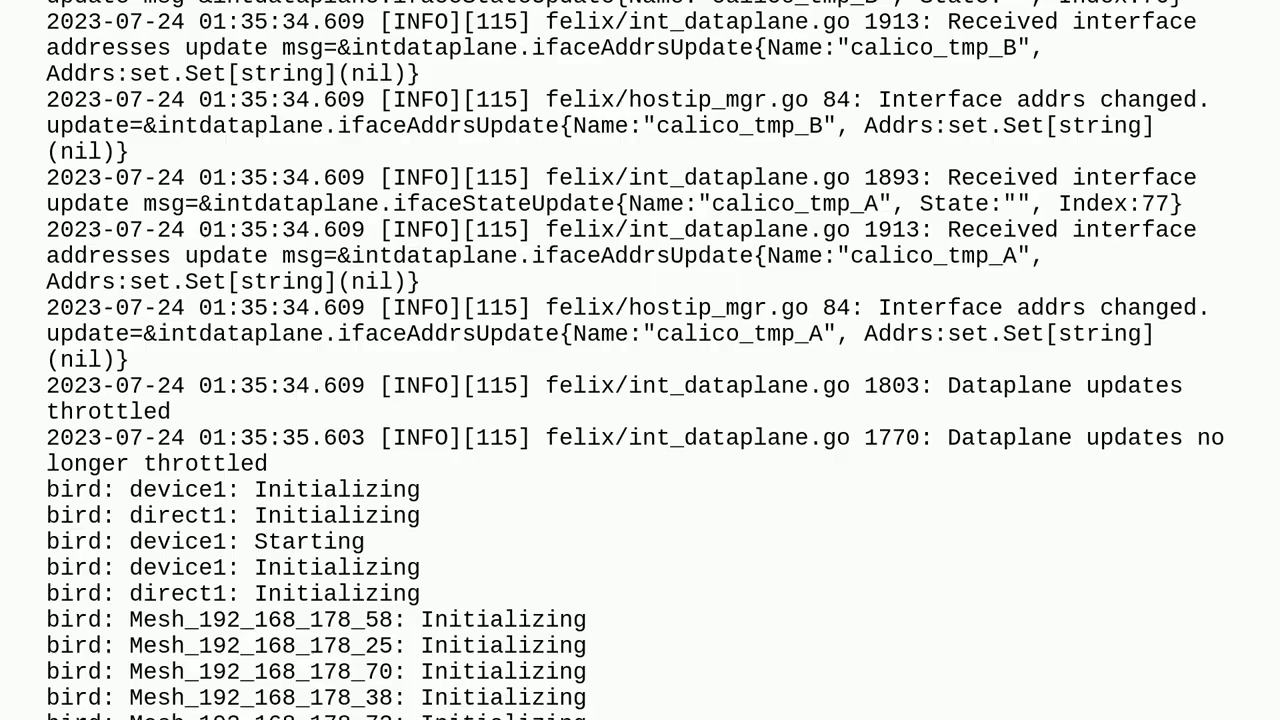 2023-07-24 01:35:34.609 [INFO][115] felix/int_dataplane.go 1913: Received interface
addresses update msg=&intdataplane.ifaceAddrsUpdate{Name:"calico_tmp_B",
Addrs:set.Set[string](nil)}
2023-07-24 01:35:34.609 [INFO][115] felix/hostip_mgr.go 84: Interface addrs changed.
update=&intdataplane.ifaceAddrsUpdate{Name:"calico_tmp_B", Addrs:set.Set[string]
(nil)}
2023-07-24 01:35:34.609 [INFO][115] felix/int_dataplane.go 1893: Received interface
update msg=&intdataplane.ifaceStateUpdate{Name:"calico_tmp_A", State:"", Index:77}
2023-07-24 01:35:34.609 [INFO][115] felix/int_dataplane.go 1913: Received interface
addresses update msg=&intdataplane.ifaceAddrsUpdate{Name:"calico_tmp_A",
Addrs:set.Set[string](nil)}
2023-07-24 01:35:34.609 [INFO][115] felix/hostip_mgr.go 84: Interface addrs changed.
update=&intdataplane.ifaceAddrsUpdate{Name:"calico_tmp_A", Addrs:set.Set[string]
(nil)}
2023-07-24 01:35:34.609 [INFO][115] felix/int_dataplane.go 1803: Dataplane updates
throttled
2023-07-24 01:35:35.603 [INFO][115] felix/int_dataplane.go 1770: Dataplane updates no
longer throttled
bird: device1: Initializing
bird: direct1: Initializing
bird: device1: Starting
bird: device1: Initializing
bird: direct1: Initializing
bird: Mesh_192_168_178_58: Initializing
bird: Mesh_192_168_178_25: Initializing
bird: Mesh_192_168_178_70: Initializing
bird: Mesh_192_168_178_38: Initializing